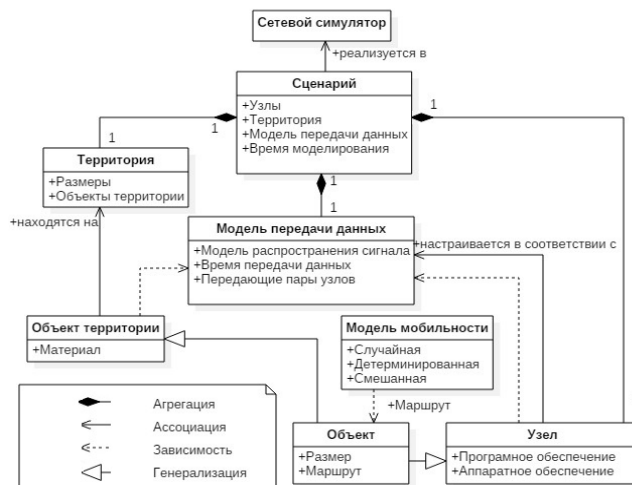 Сетевой симулятор
+реализуется в
Сценарий
+Узлы
+Территория
+Модель передачи данных
+Время моделирования
1
1
1
1
1
Территория
+Размеры
+Объекты территории
+находятся на
Модель передачи данных
+Модель распространения сигнала
+Время передачи данных
+Передающие пары узлов
+настраивается в соответствии с
Объект территории
+Материал
Модель мобильности
+Случайная
+Детерминированная
+Смешанная
+Маршрут
Агрегация
Ассоциация
Зависимость
Генерализация
Объект
+Размер
+Маршрут
Узел
+Програмное обеспечение
+Аппаратное обеспечение